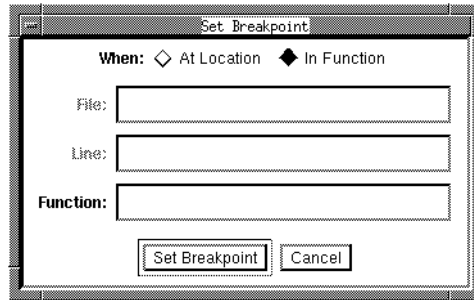 Set Breakpoint
When: At Location In Function
File:
Line:
Function:
Set Breakpoint Cancel